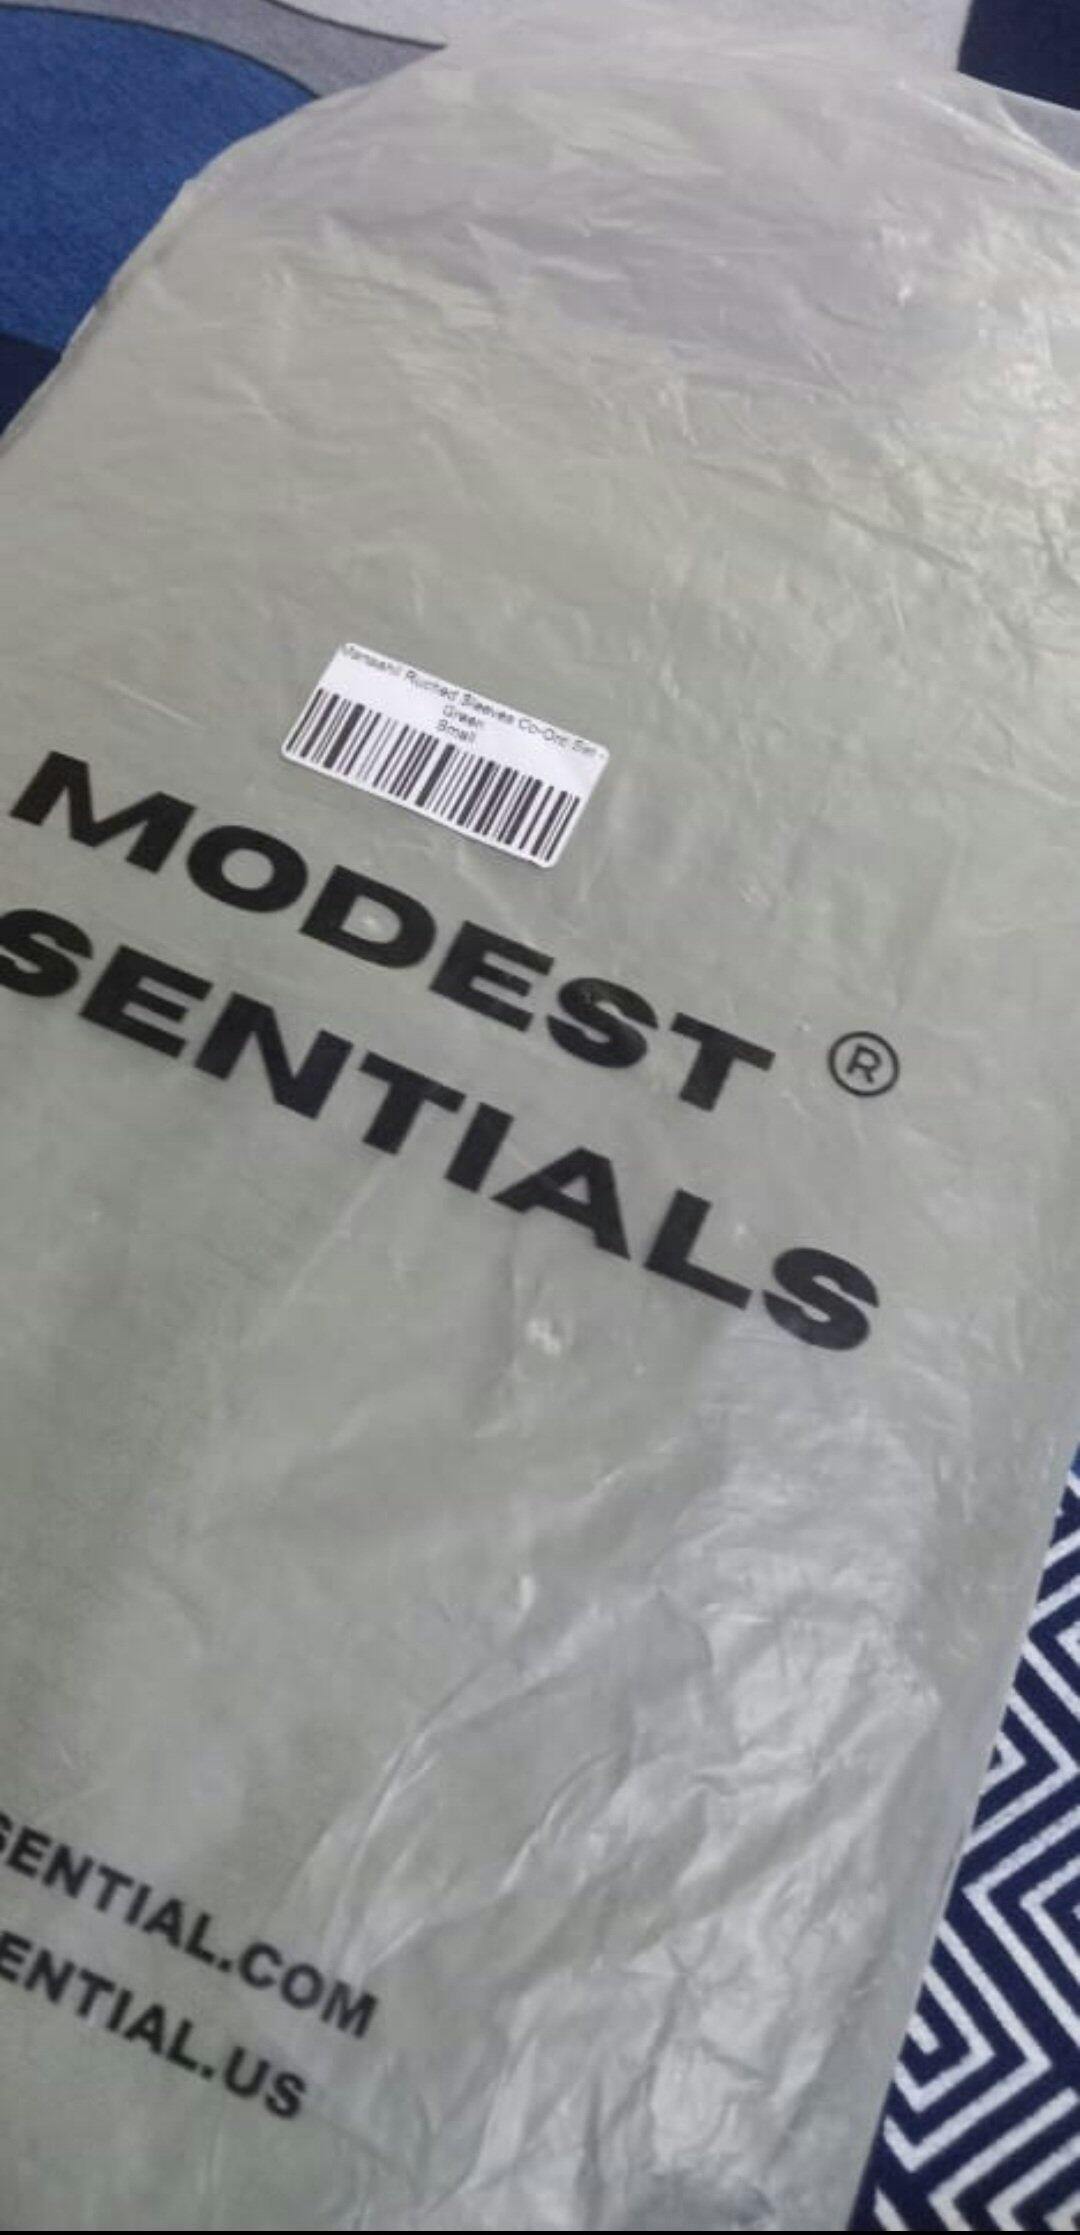 Ruched Sleeves Co-Ord Set -
Green
Small
MODEST ®
SENTIALS
SENTIAL.COM
ENTIAL.US